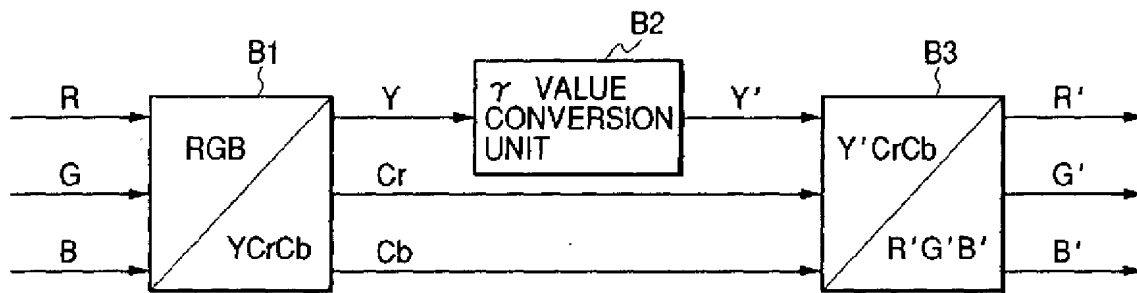 B1
B2
B3
R
G
B
RGB
YCrCb
Y
Cr
Cb
γ VALUE
CONVERSION
UNIT
Y'
Y'CrCb
R'G'B'
R'
G'
B'